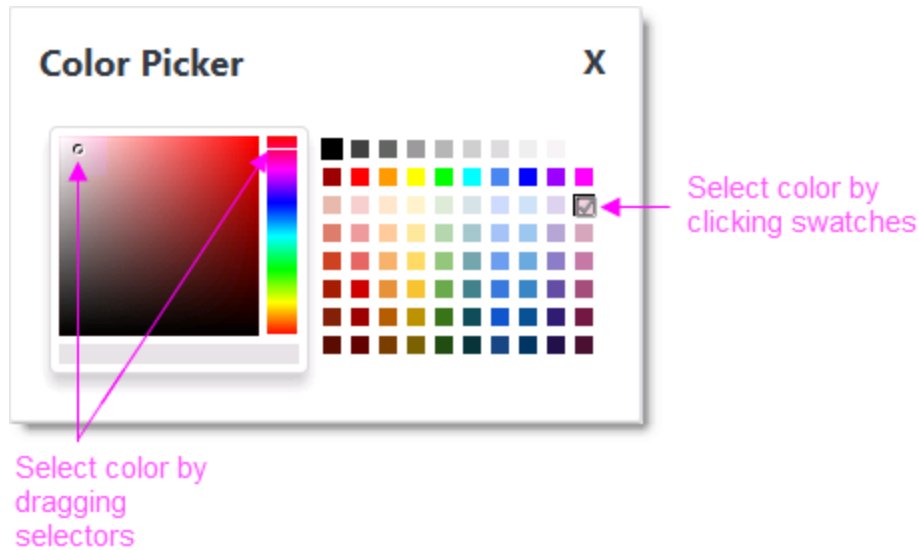 Color Picker X
Select color by
clicking swatches
Select color by
dragging
selectors